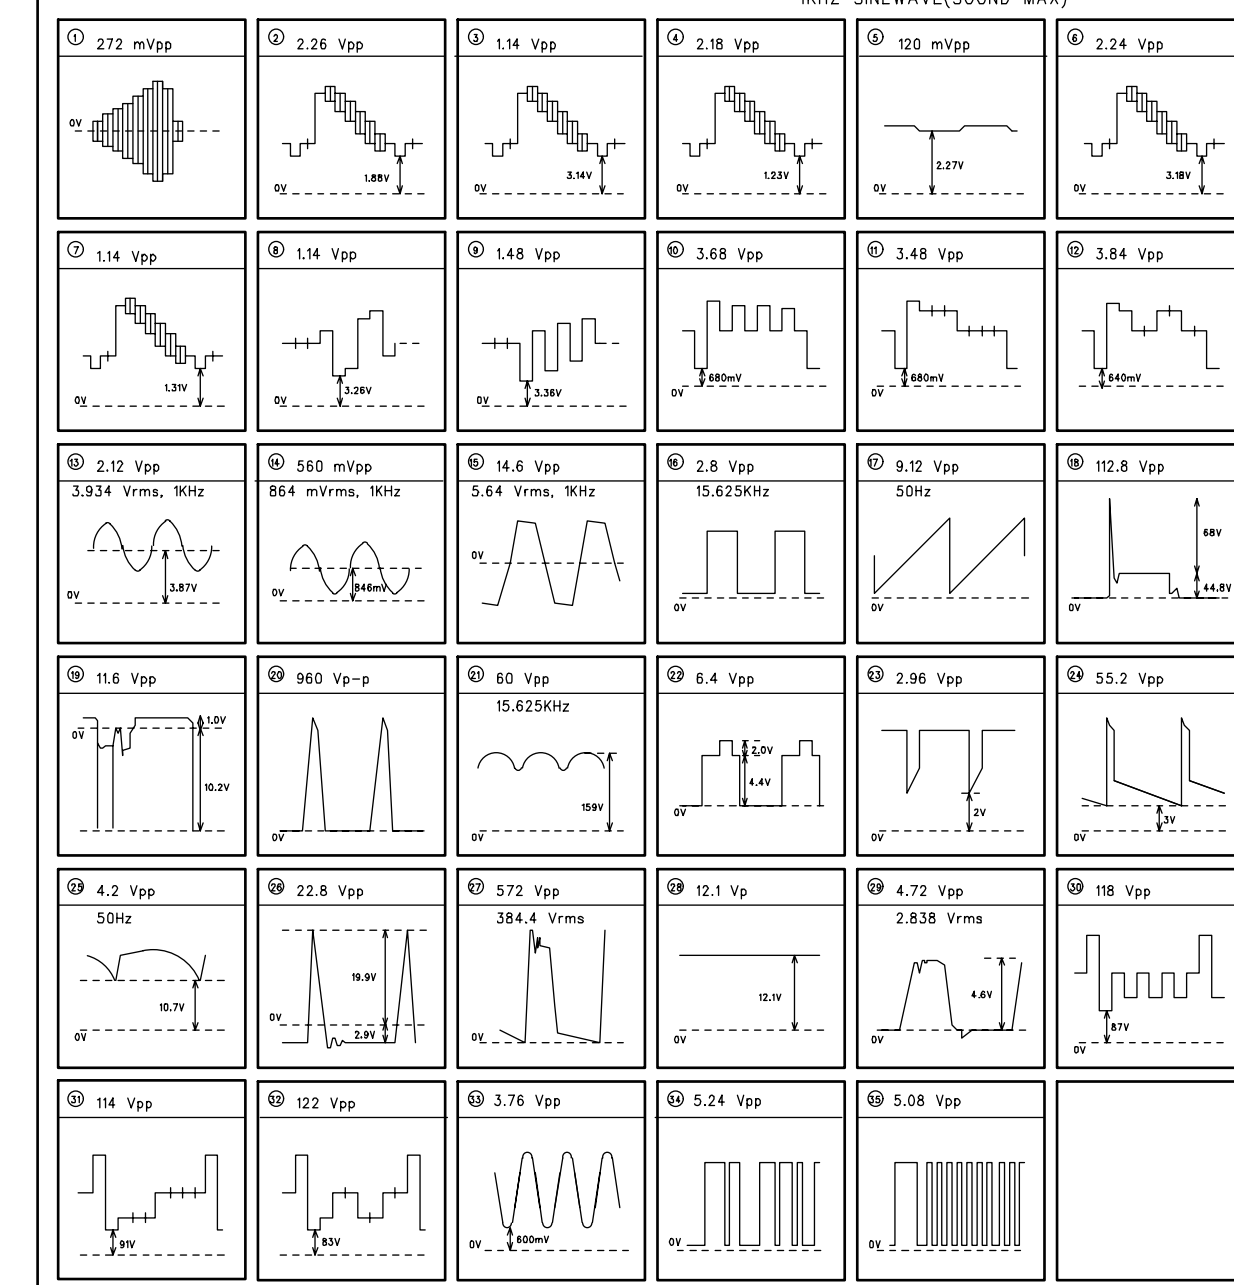 1KHZ SINEWAVE(SOUND MAX)
① 272 mVpp
0V
② 2.26 Vpp
1.88V
0V
③ 1.14 Vpp
3.14V
0V
④ 2.18 Vpp
1.23V
0V
⑤ 120 mVpp
2.27V
0V
⑥ 2.24 Vpp
3.18V
0V
⑦ 1.14 Vpp
1.31V
0V
⑧ 1.14 Vpp
3.26V
0V
⑨ 1.48 Vpp
3.36V
0V
⑩ 3.68 Vpp
680mV
0V
⑪ 3.48 Vpp
680mV
0V
⑫ 3.84 Vpp
640mV
0V
⑬ 2.12 Vpp
3.934 Vrms, 1KHz
3.87V
0V
⑭ 560 mVpp
864 mVrms, 1KHz
846mV
0V
⑮ 14.6 Vpp
5.64 Vrms, 1KHz
0V
⑯ 2.8 Vpp
15.625KHz
0V
⑰ 9.12 Vpp
50Hz
0V
⑱ 112.8 Vpp
68V
44.8V
0V
⑲ 11.6 Vpp
1.0V
0V
10.2V
⑳ 960 Vp-p
0V
㉑ 60 Vpp
15.625KHz
159V
0V
㉒ 6.4 Vpp
2.0V
4.4V
0V
㉓ 2.96 Vpp
2V
0V
㉔ 55.2 Vpp
3V
0V
㉕ 4.2 Vpp
50Hz
10.7V
0V
㉖ 22.8 Vpp
19.9V
0V
2.9V
㉗ 572 Vpp
384.4 Vrms
0V
㉘ 12.1 Vp
12.1V
0V
㉙ 4.72 Vpp
2.838 Vrms
4.6V
0V
㉚ 118 Vpp
87V
0V
㉛ 114 Vpp
91V
㉜ 122 Vpp
83V
㉝ 3.76 Vpp
600mV
0V
㉞ 5.24 Vpp
0V
㉟ 5.08 Vpp
0V